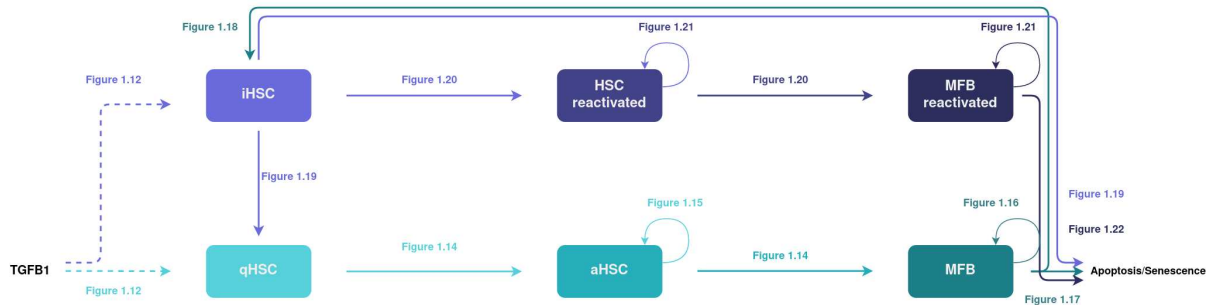 Figure 1.18
Figure 1.21
Figure 1.21
Figure 1.12
iHSC
Figure 1.20
HSC
reactivated
Figure 1.20
MFB
reactivated
Figure 1.19
Figure 1.19
Figure 1.15
Figure 1.16
Figure 1.22
TGFB1
Figure 1.12
qHSC
Figure 1.14
aHSC
Figure 1.14
MFB
Apoptosis/Senescence
Figure 1.17